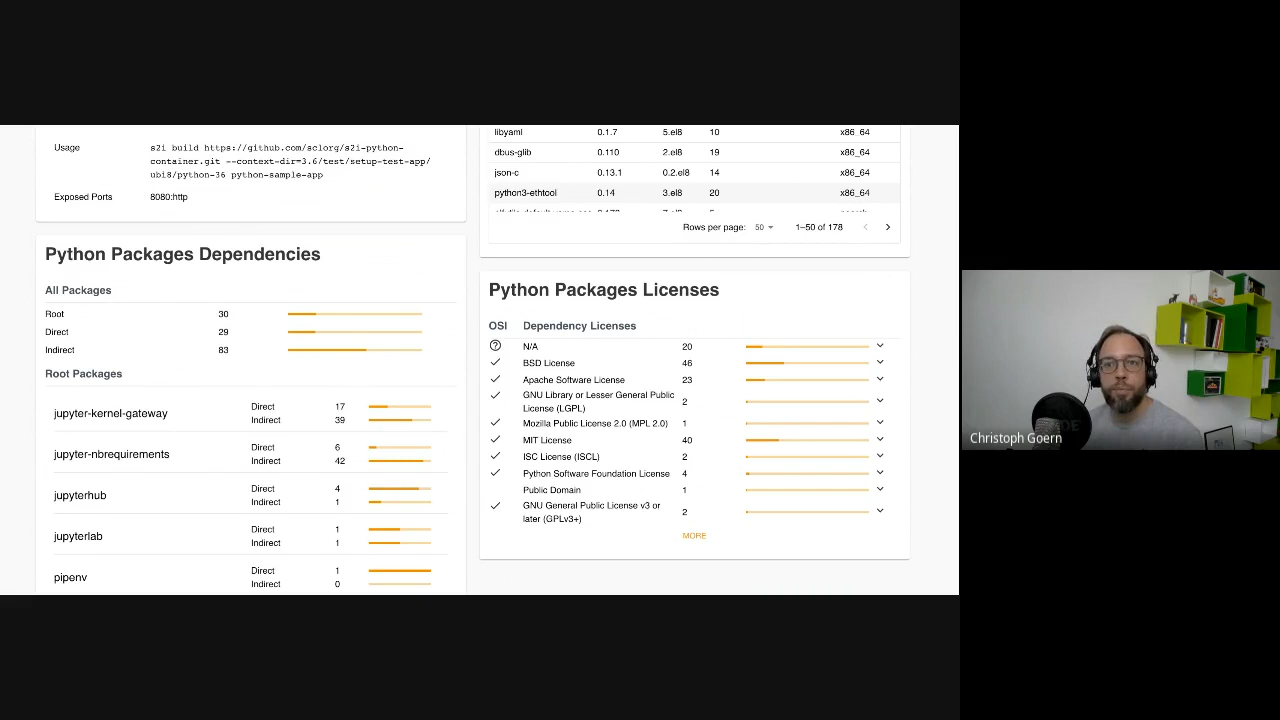 Usage
s2i build https://github.com/sclorg/s2i-python-
container.git --context-dir=3.6/test/setup-test-app/
ubi8/python-36 python-sample-app
Exposed Ports 8080:http
Python Packages Dependencies
All Packages
Root 30
Direct 29
Indirect 83
Root Packages
jupyter-kernel-gateway
Direct 17
Indirect 39
jupyter-nbrequirements
Direct 6
Indirect 42
jupyterhub
Direct 4
Indirect 1
jupyterlab
Direct 1
Indirect 1
pipenv
Direct 1
Indirect 0
libyaml 0.1.7 5.el8 10 x86_64
dbus-glib 0.110 2.el8 19 x86_64
json-c 0.13.1 0.2.el8 14 x86_64
python3-ethtool 0.14 3.el8 20 x86_64
Rows per page: 50 1–50 of 178
Python Packages Licenses
OSI Dependency Licenses
N/A 20
BSD License 46
Apache Software License 23
GNU Library or Lesser General Public
License (LGPL) 2
Mozilla Public License 2.0 (MPL 2.0) 1
MIT License 40
ISC License (ISCL) 2
Python Software Foundation License 4
Public Domain 1
GNU General Public License v3 or
later (GPLv3+) 2
MORE
Christoph Goern